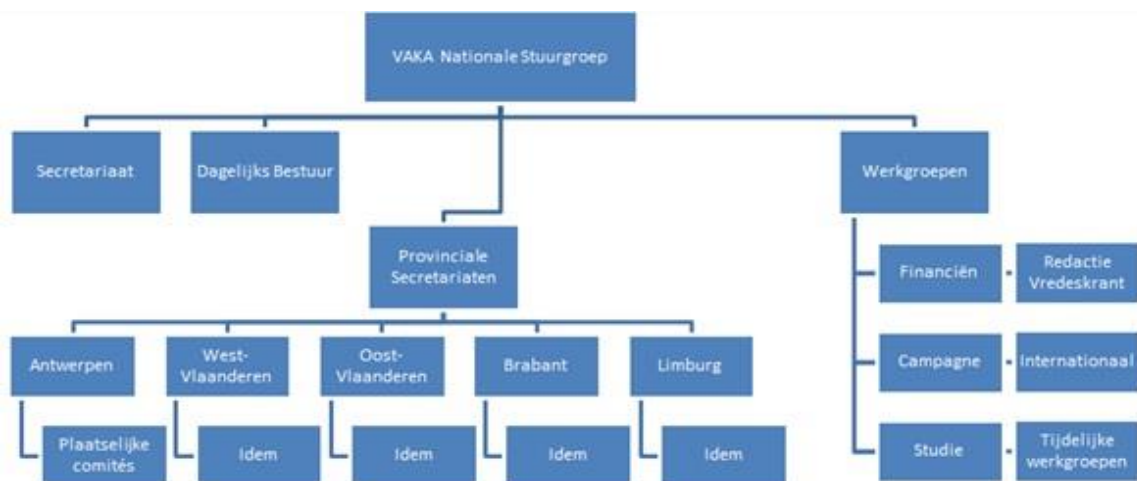 VAKA Nationale Stuurgroep
Secretariaat
Dagelijks Bestuur
Werkgroepen
Provinciale
Secretariaten
Financiën
Redactie
Vredeskrant
Antwerpen
West-
Vlaanderen
Oost-
Vlaanderen
Brabant
Limburg
Campagne
Internationaal
Plaatselijke
comités
Idem
Idem
Idem
Idem
Studie
Tijdelijke
werkgroepen